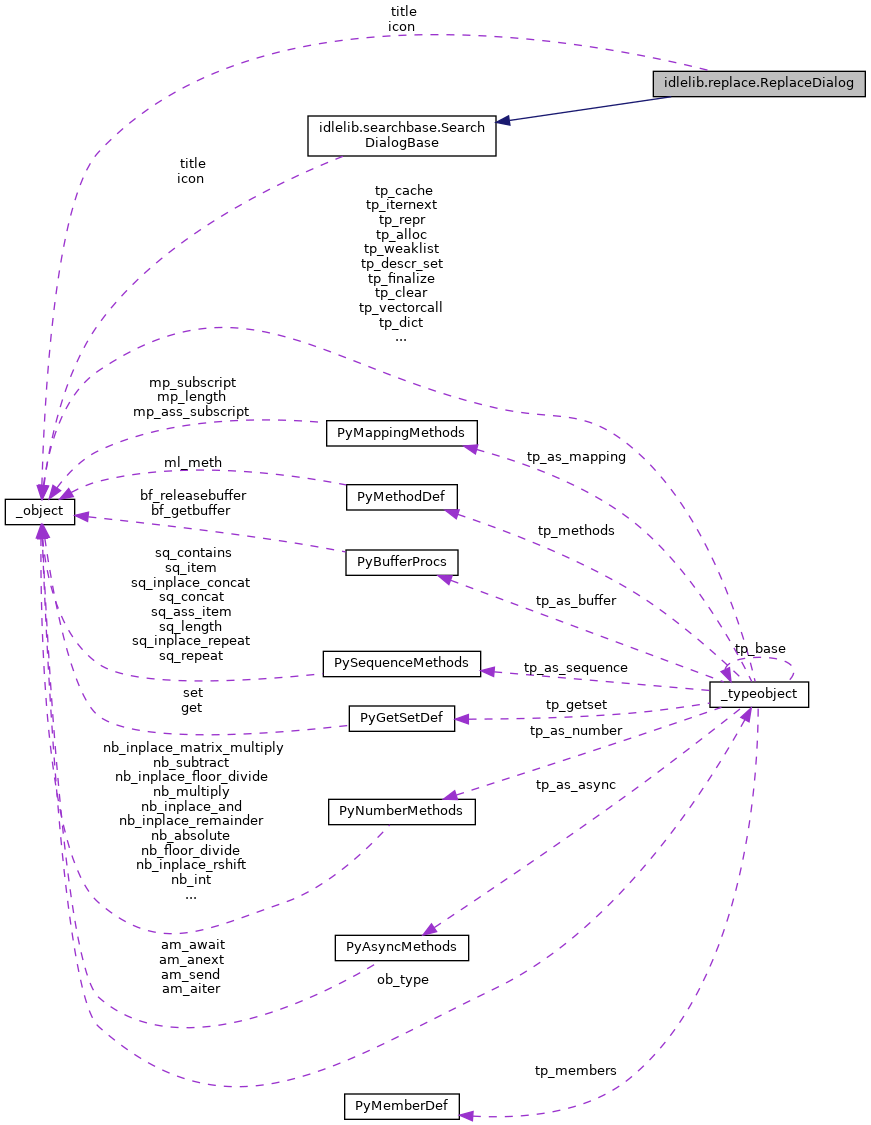 title
icon
idlelib.replace.ReplaceDialog
idlelib.searchbase.Search
DialogBase
title
icon
tp_cache
tp_iternext
tp_repr
tp_alloc
tp_weaklist
tp_descr_set
tp_finalize
tp_clear
tp_vectorcall
tp_dict
...
mp_subscript
mp_length
mp_ass_subscript
PyMappingMethods
tp_as_mapping
ml_meth
PyMethodDef
tp_methods
_object
bf_releasebuffer
bf_getbuffer
PyBufferProcs
tp_as_buffer
sq_contains
sq_item
sq_inplace_concat
sq_concat
sq_ass_item
sq_length
sq_inplace_repeat
sq_repeat
PySequenceMethods
tp_as_sequence
tp_base
_typeobject
set
get
PyGetSetDef
tp_getset
tp_as_number
nb_inplace_matrix_multiply
nb_subtract
nb_inplace_floor_divide
nb_multiply
nb_inplace_and
nb_inplace_remainder
nb_absolute
nb_floor_divide
nb_inplace_rshift
nb_int
...
PyNumberMethods
tp_as_async
am_await
am_anext
am_send
am_aiter
PyAsyncMethods
ob_type
tp_members
PyMemberDef